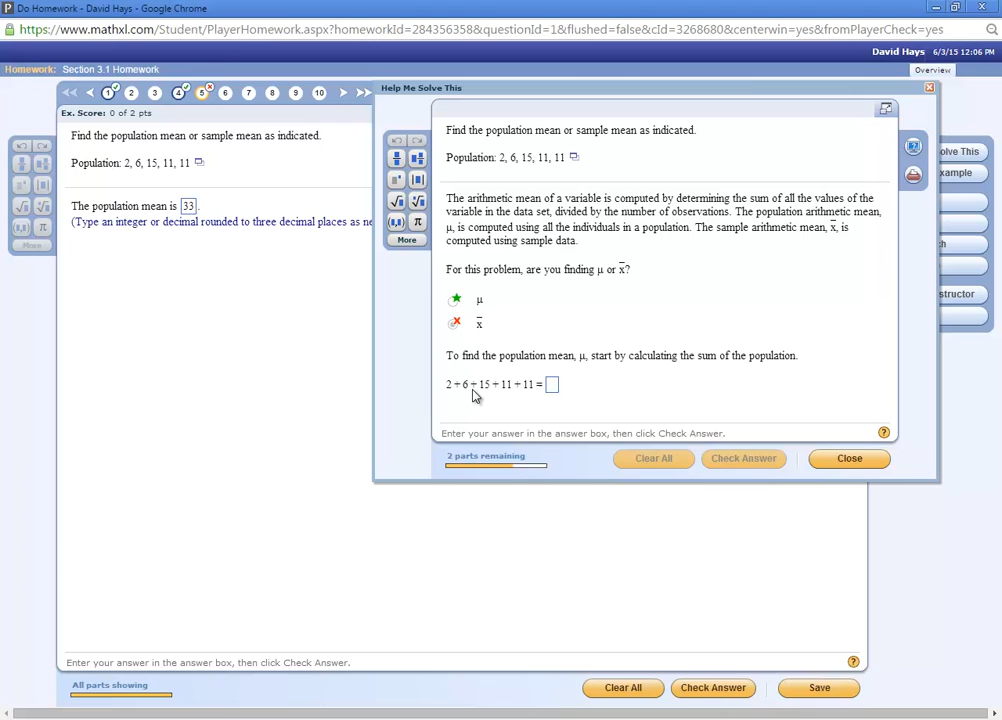 Do Homework - David Hays - Google Chrome
https://www.mathxl.com/Student/PlayerHomework.aspx?homeworkId=284356358&questionId=1&flushed=false&cId=3268680&centerwin=yes&fromPlayerCheck=yes
David Hays 6/3/15 12:06 PM
Homework: Section 3.1 Homework
Overview
1 2 3 4 5 6 7 8 9 10
Ex. Score: 0 of 2 pts
Find the population mean or sample mean as indicated.
Population: 2, 6, 15, 11, 11
The population mean is 33.
(Type an integer or decimal rounded to three decimal places as ne
More
Help Me Solve This
Find the population mean or sample mean as indicated.
Population: 2, 6, 15, 11, 11
The arithmetic mean of a variable is computed by determining the sum of all the values of the
variable in the data set, divided by the number of observations. The population arithmetic mean,
μ, is computed using all the individuals in a population. The sample arithmetic mean, x̅, is
computed using sample data.
For this problem, are you finding μ or x̅?
μ
x̅
To find the population mean, μ, start by calculating the sum of the population.
2 + 6 + 15 + 11 + 11 =
Enter your answer in the answer box, then click Check Answer.
More
2 parts remaining
Clear All
Check Answer
Close
olve This
xample
structor
Enter your answer in the answer box, then click Check Answer.
All parts showing
Clear All
Check Answer
Save